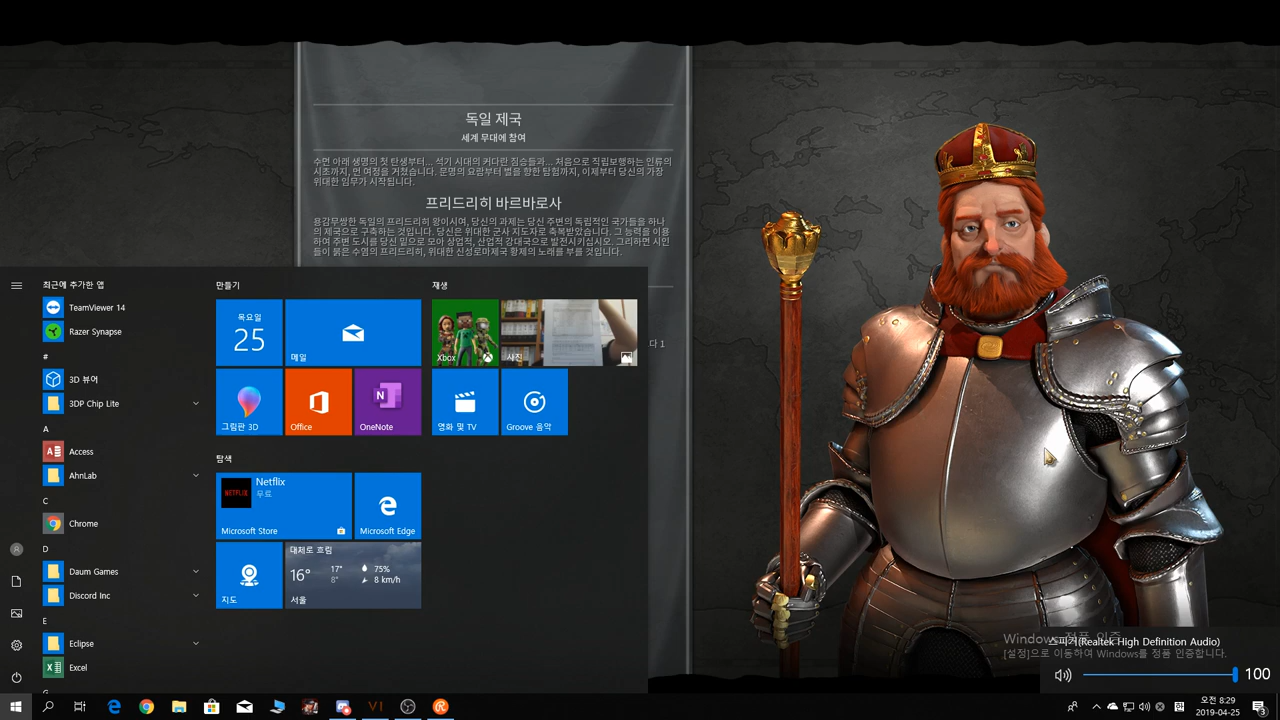 독일 제국
세계 무대에 참여
수면 아래 생명의 첫 탄생부터... 석기 시대의 커다란 짐승들과... 처음으로 직립보행하는 인류의
시초까지, 먼 여정을 거쳤습니다. 문명의 요람부터 별을 향한 탐험까지, 이제부터 당신의 가장
위대한 임무가 시작됩니다.
프리드리히 바르바로사
용감무쌍한 독일의 프리드리히 왕이시여, 당신의 과제는 당신 주변의 독립적인 국가들을 하나
의 제국으로 구축하는 것입니다. 당신은 위대한 군사 지도자로 축복받았습니다. 그 능력을 이용
하여 주변 도시를 당신 밑으로 모아 상업적, 산업적 강대국으로 발전시키십시오. 그리하면 시인
들이 붉은 수염의 프리드리히, 위대한 신성로마제국 황제의 노래를 부를 것입니다.
다 1
최근에 추가한 앱
TeamViewer 14
Razer Synapse
#
3D 뷰어
3DP Chip Lite
A
Access
AhnLab
C
Chrome
D
Daum Games
Discord Inc
E
Eclipse
Excel
만들기
목요일
25
메일
그림판 3D
Office
OneNote
재생
Xbox
사진
영화 및 TV
Groove 음악
탐색
NETFLIX
Netflix
무료
Microsoft Store
Microsoft Edge
지도
대체로 흐림
16°
17°
8°
75%
8 km/h
서울
Windows 정품 인증
[설정]으로 이동하여 Windows를 정품 인증합니다.
스피커(Realtek High Definition Audio)
100
VI
오전 8:29
2019-04-25
3